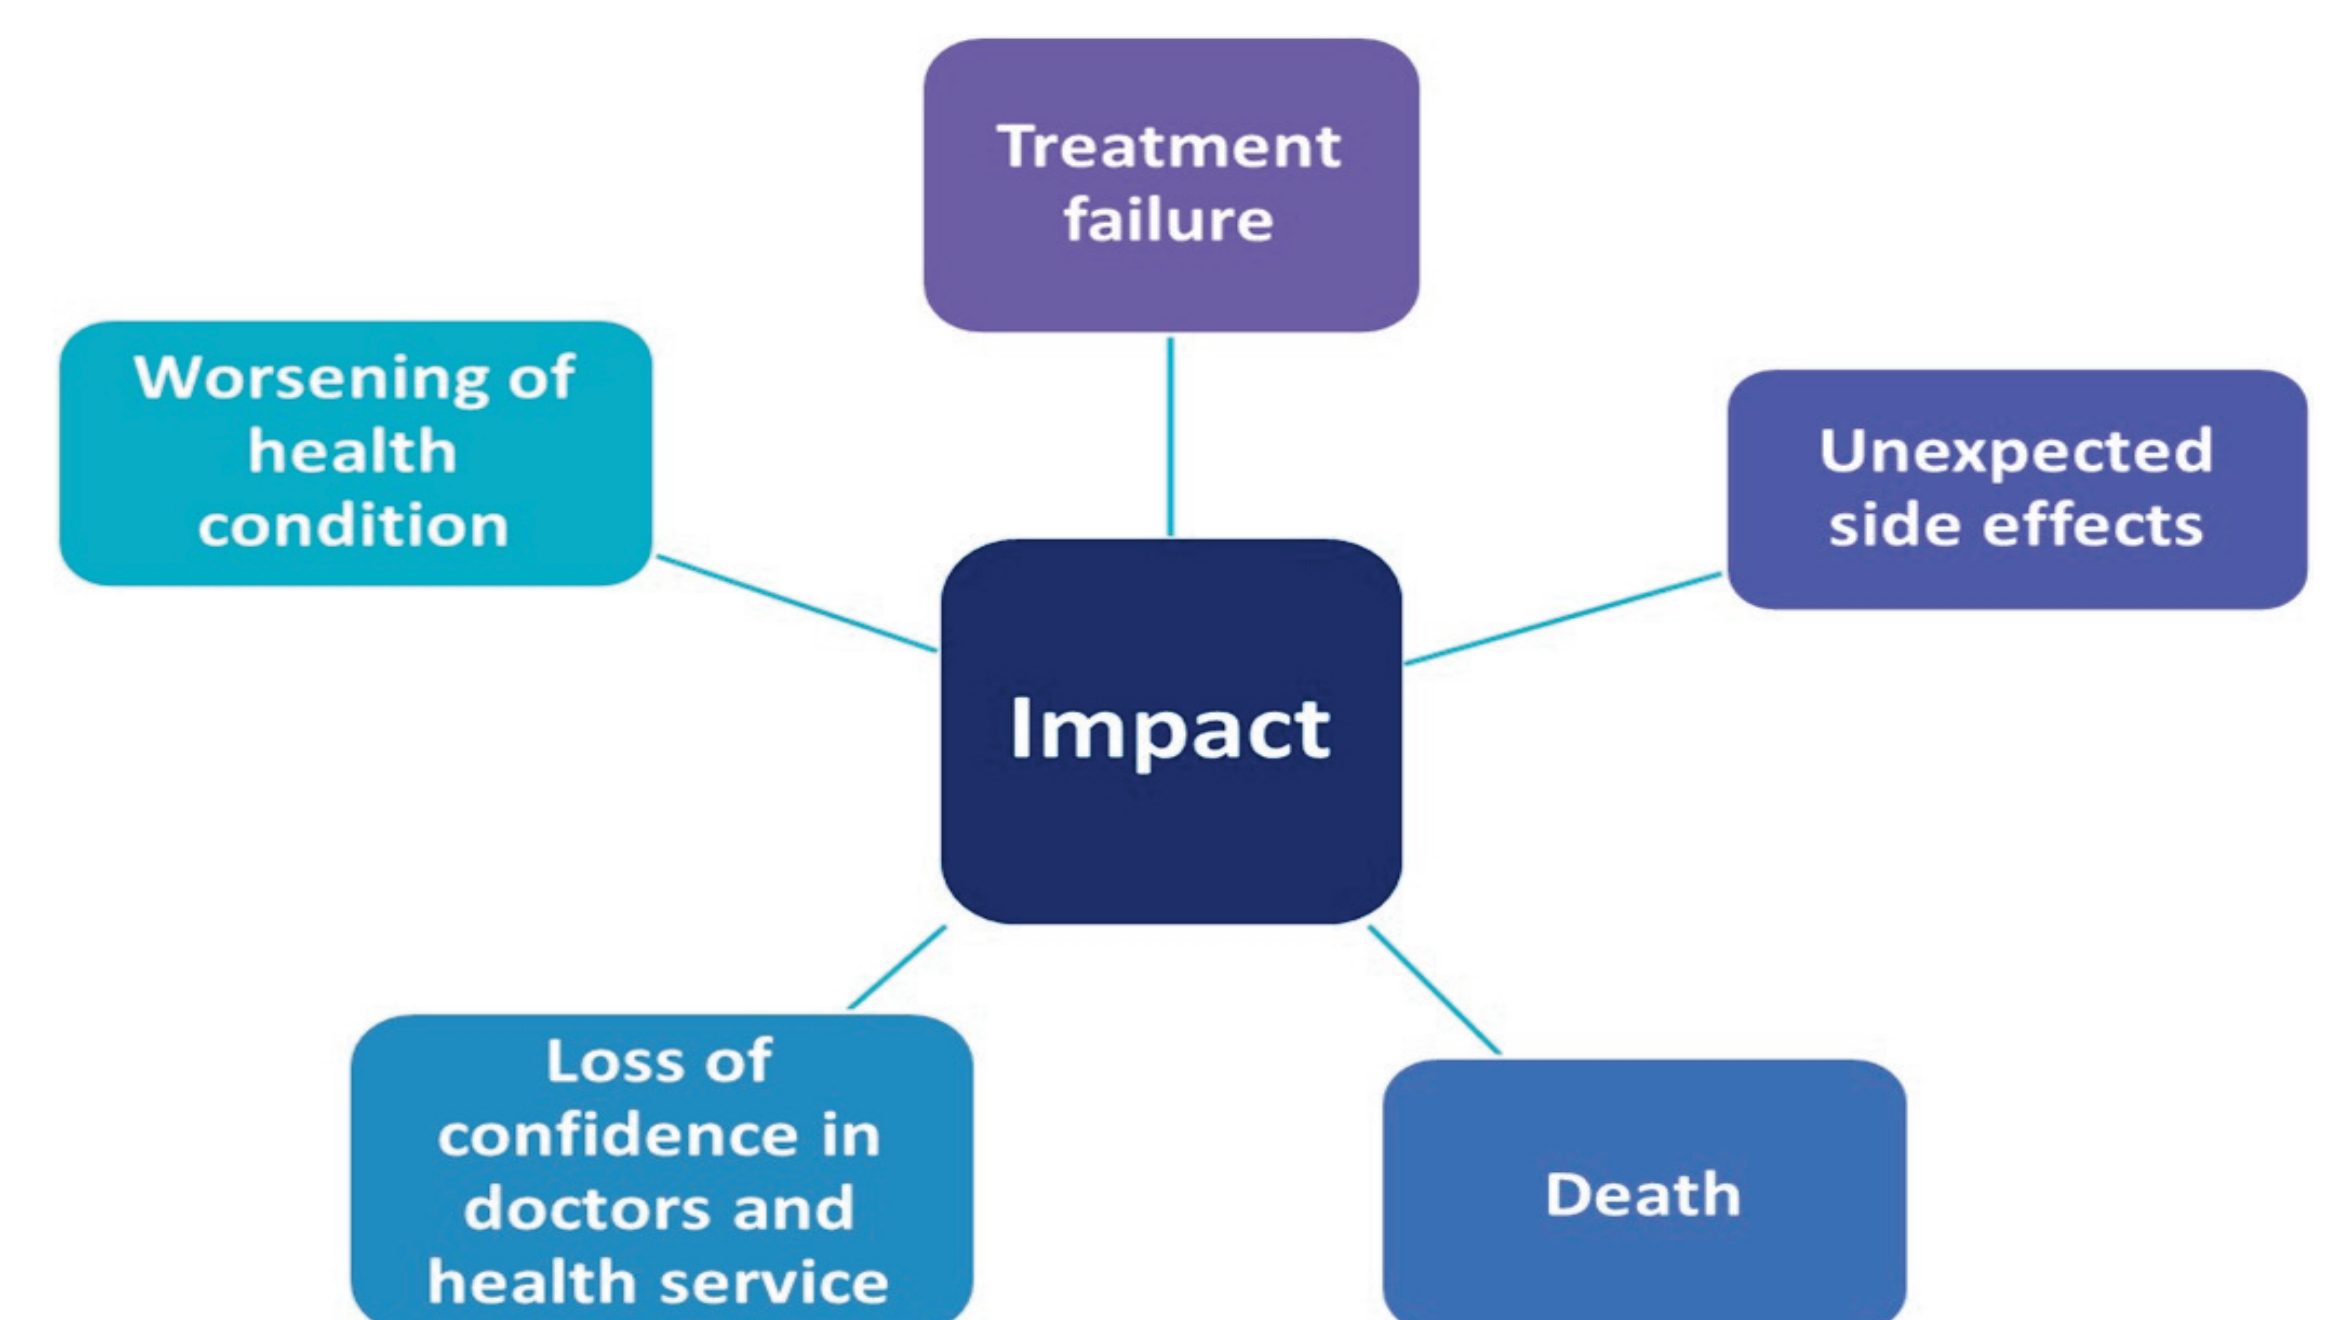 Treatment
failure
Worsening of
health
condition
Unexpected
side effects
Impact
Loss of
confidence in
doctors and
health service
Death